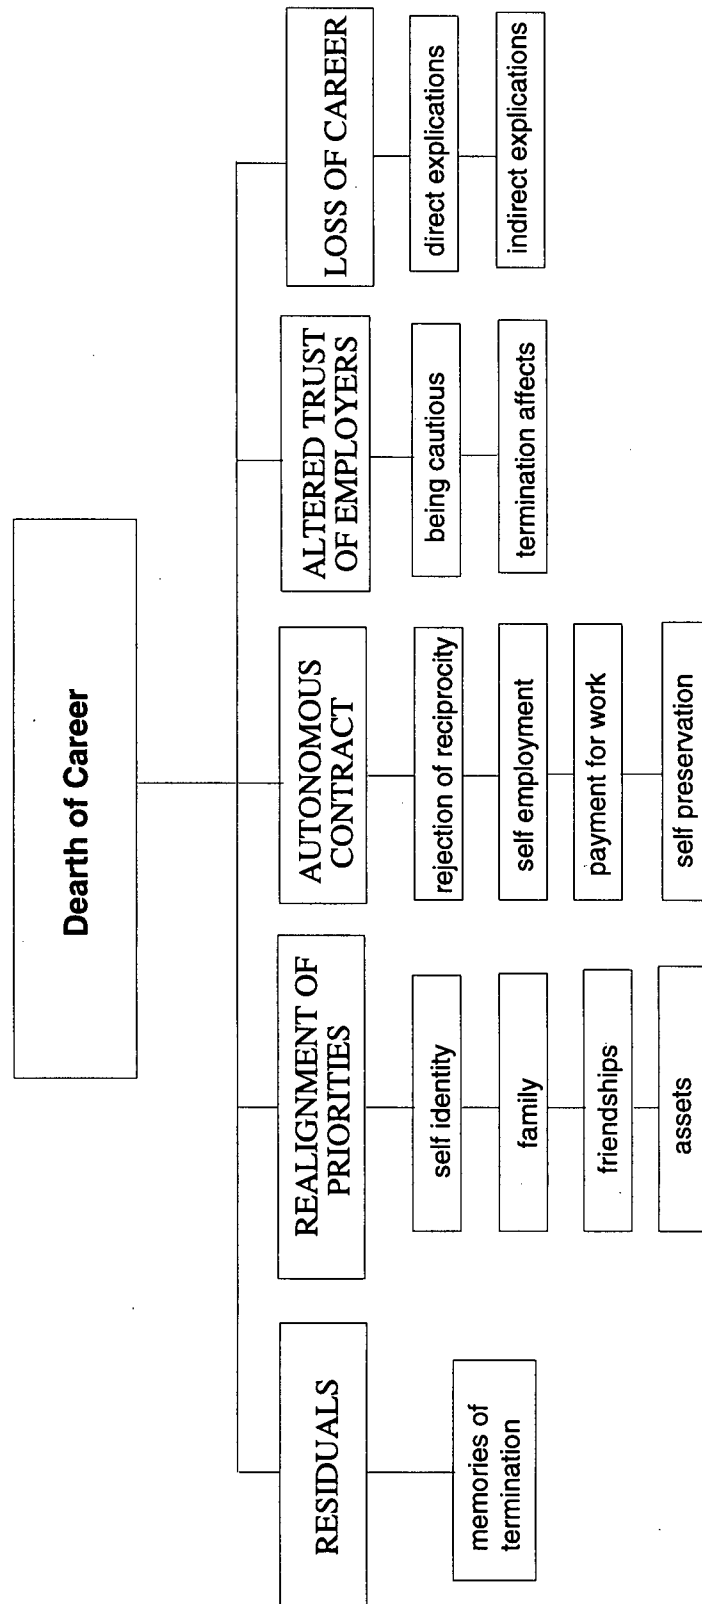 Dearth of Career
RESIDUALS
memories of
termination
REALIGNMENT OF
PRIORITIES
self identity
family
friendships
assets
AUTONOMOUS
CONTRACT
rejection of reciprocity
self employment
payment for work
self preservation
ALTERED TRUST
OF EMPLOYERS
being cautious
termination affects
LOSS OF CAREER
direct explications
indirect explications